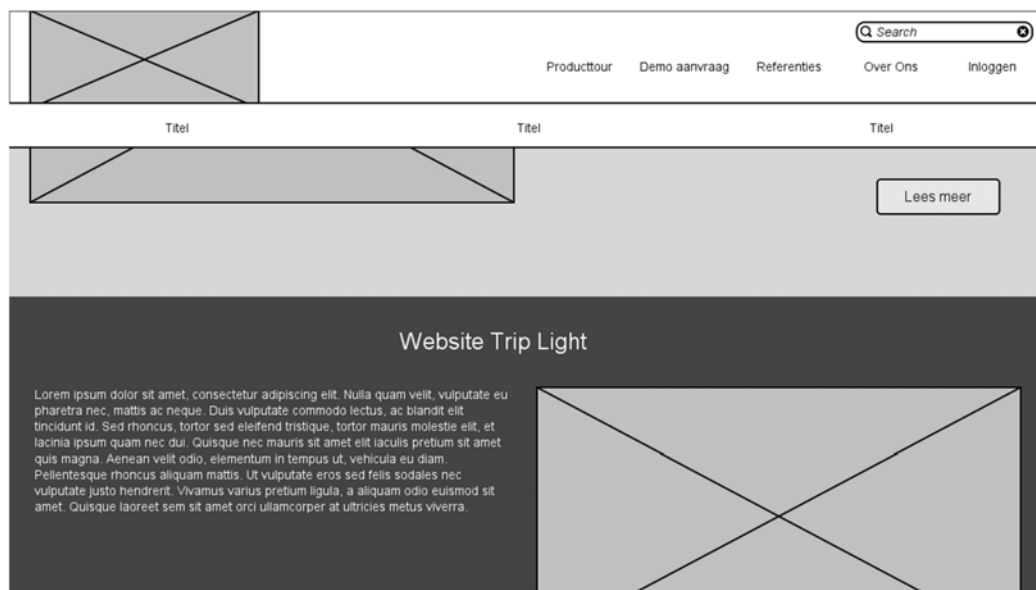 Search
Producttour Demo aanvraag Referenties Over Ons Inloggen
Titel Titel Titel
Lees meer
Website Trip Light
Lorem ipsum dolor sit amet, consectetur adipiscing elit. Nulla quam velit, vulputate eu
pharetra nec, mattis ac neque. Duis vulputate commodo lectus, ac blandit elit
tincidunt id. Sed rhoncus, tortor sed eleifend tristique, tortor mauris molestie elit, et
lacinia ipsum quam nec dui. Quisque nec mauris sit amet elit iaculis pretium sit amet
quis magna. Aenean velit odio, elementum in tempus ut, vehicula eu diam.
Pellentesque rhoncus aliquam mattis. Ut vulputate eros sed felis sodales nec
vulputate justo hendrerit. Vivamus varius pretium ligula, a aliquam odio euismod sit
amet. Quisque laoreet sem sit amet orci ullamcorper at ultricies metus viverra.